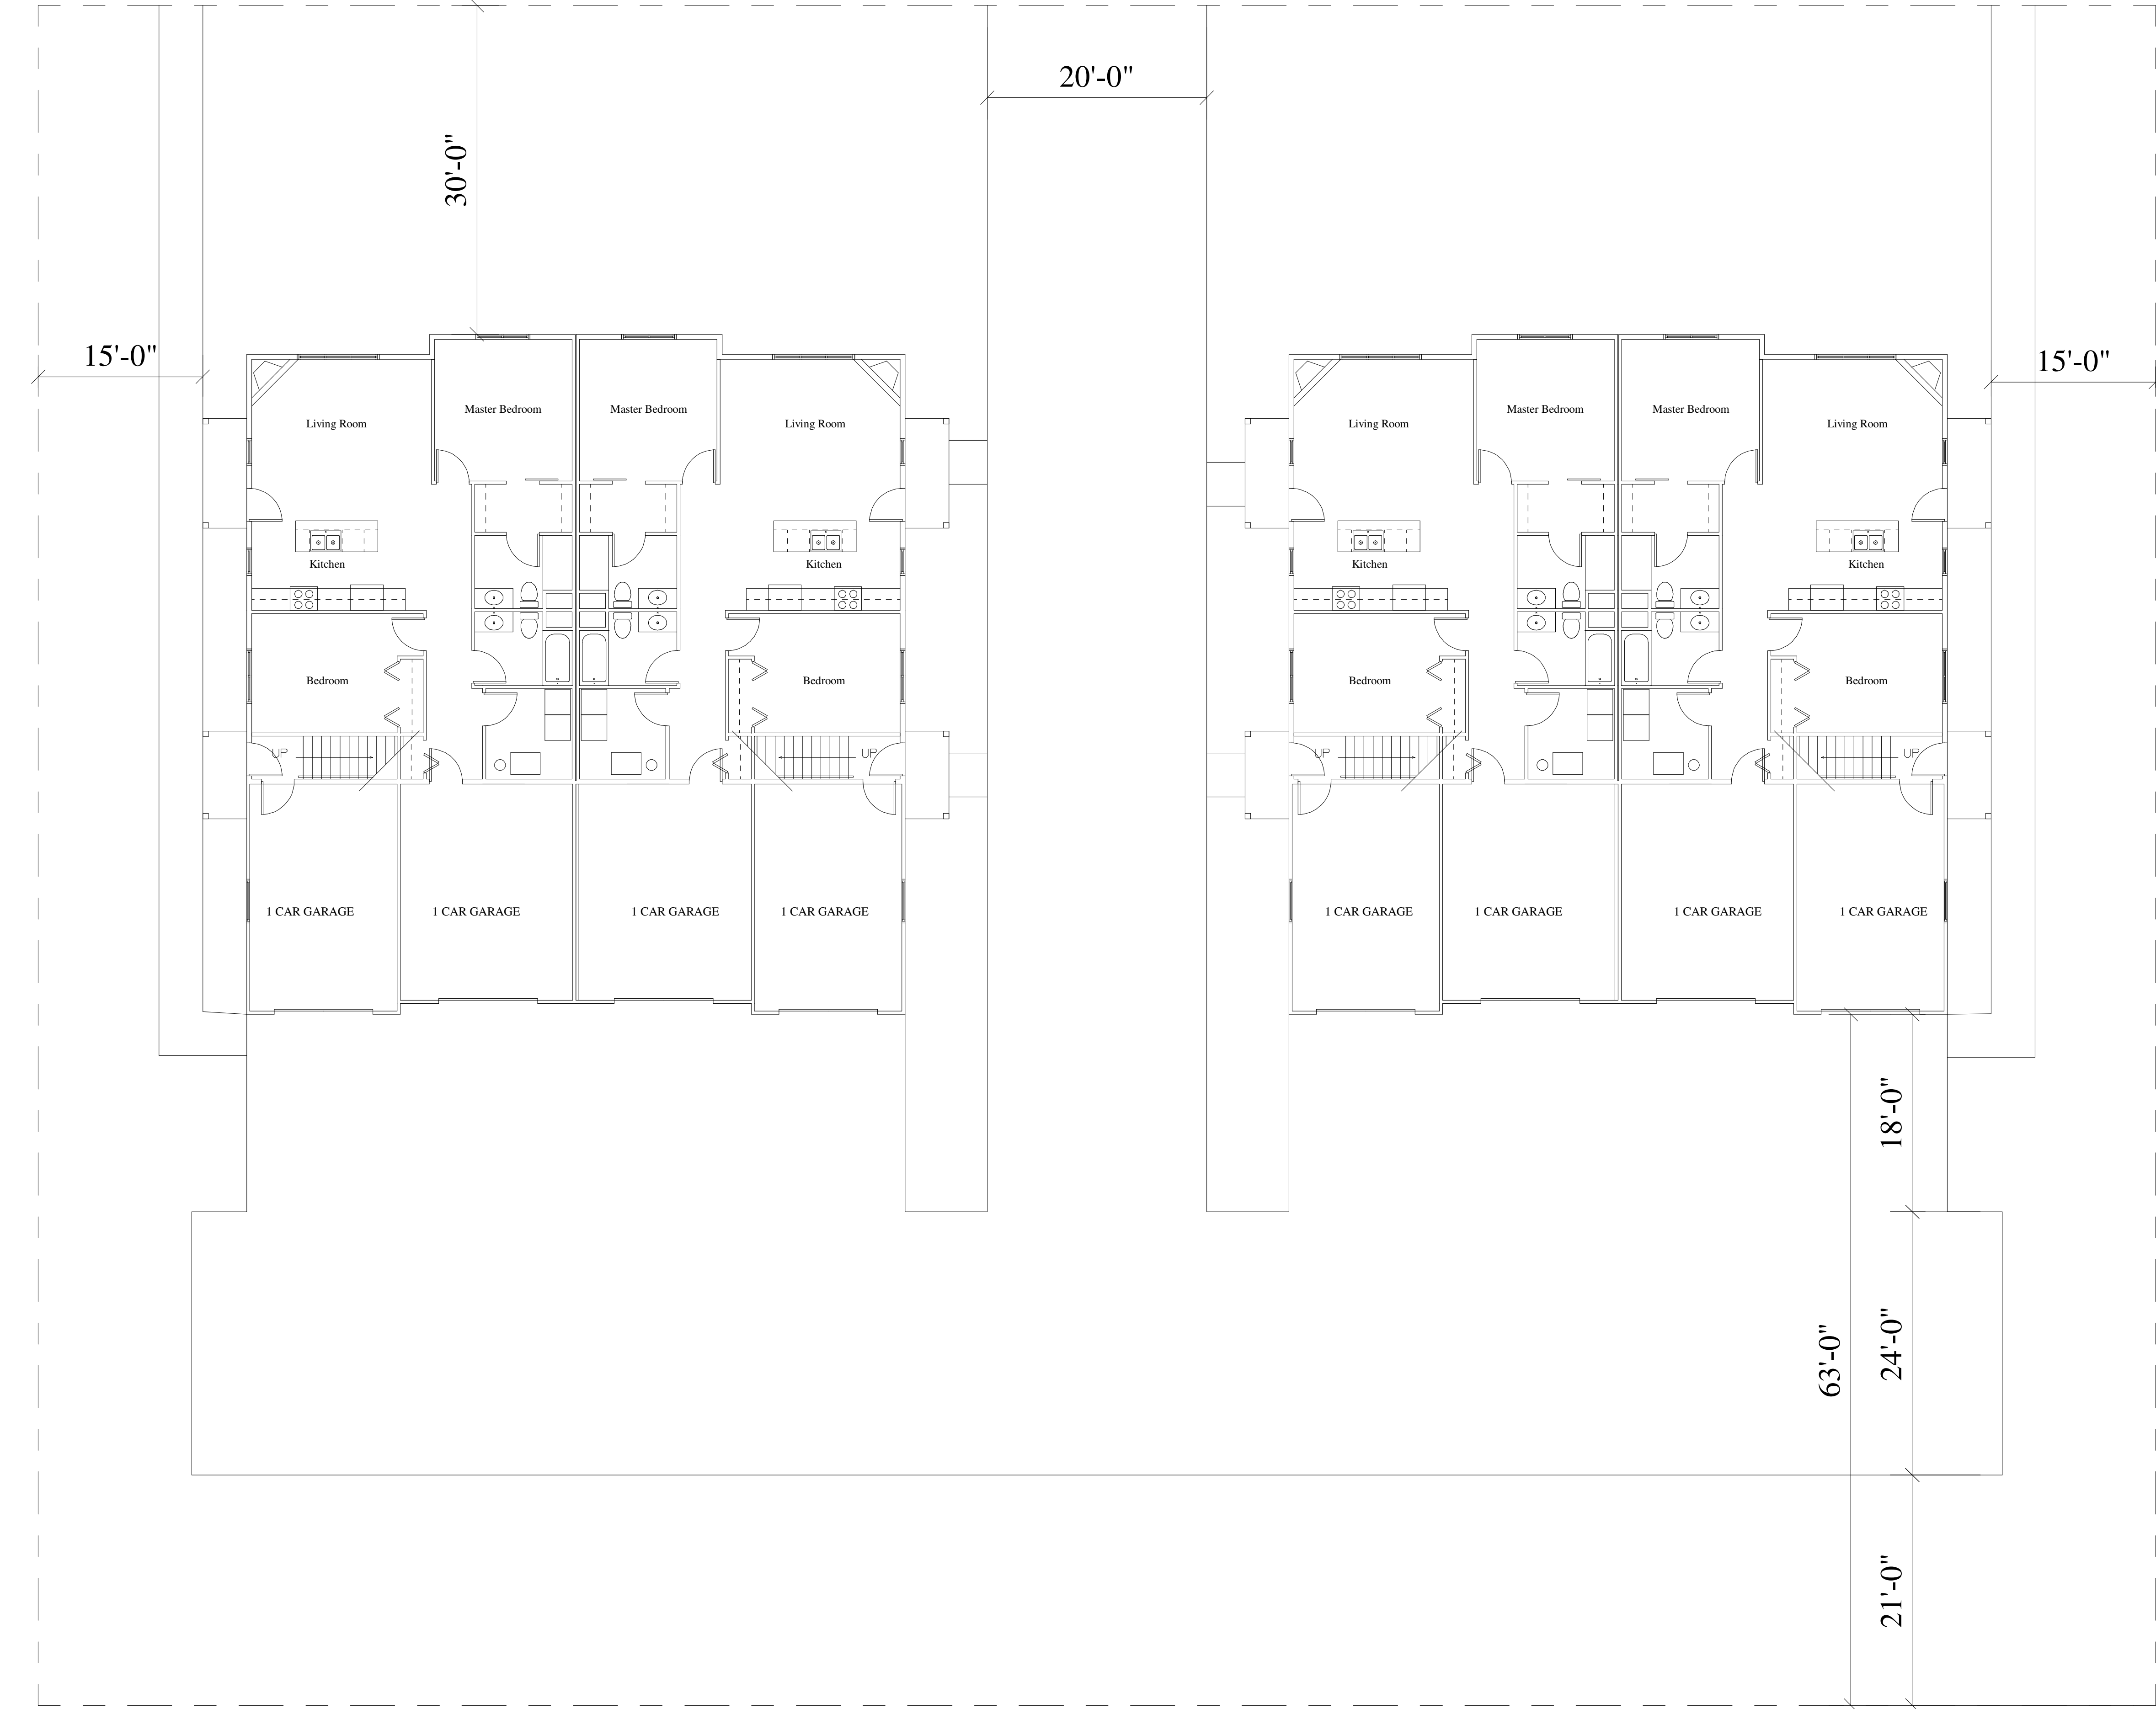 20'-0"
30'-0"
15'-0"
15'-0"
Master Bedroom
Master Bedroom
Master Bedroom
Master Bedroom
Living Room
Living Room
Living Room
Living Room
Kitchen
Kitchen
Kitchen
Kitchen
Bedroom
Bedroom
Bedroom
Bedroom
UP
UP
UP
UP
1 CAR GARAGE
1 CAR GARAGE
1 CAR GARAGE
1 CAR GARAGE
1 CAR GARAGE
1 CAR GARAGE
1 CAR GARAGE
1 CAR GARAGE
18'-0"
24'-0"
63'-0"
21'-0"